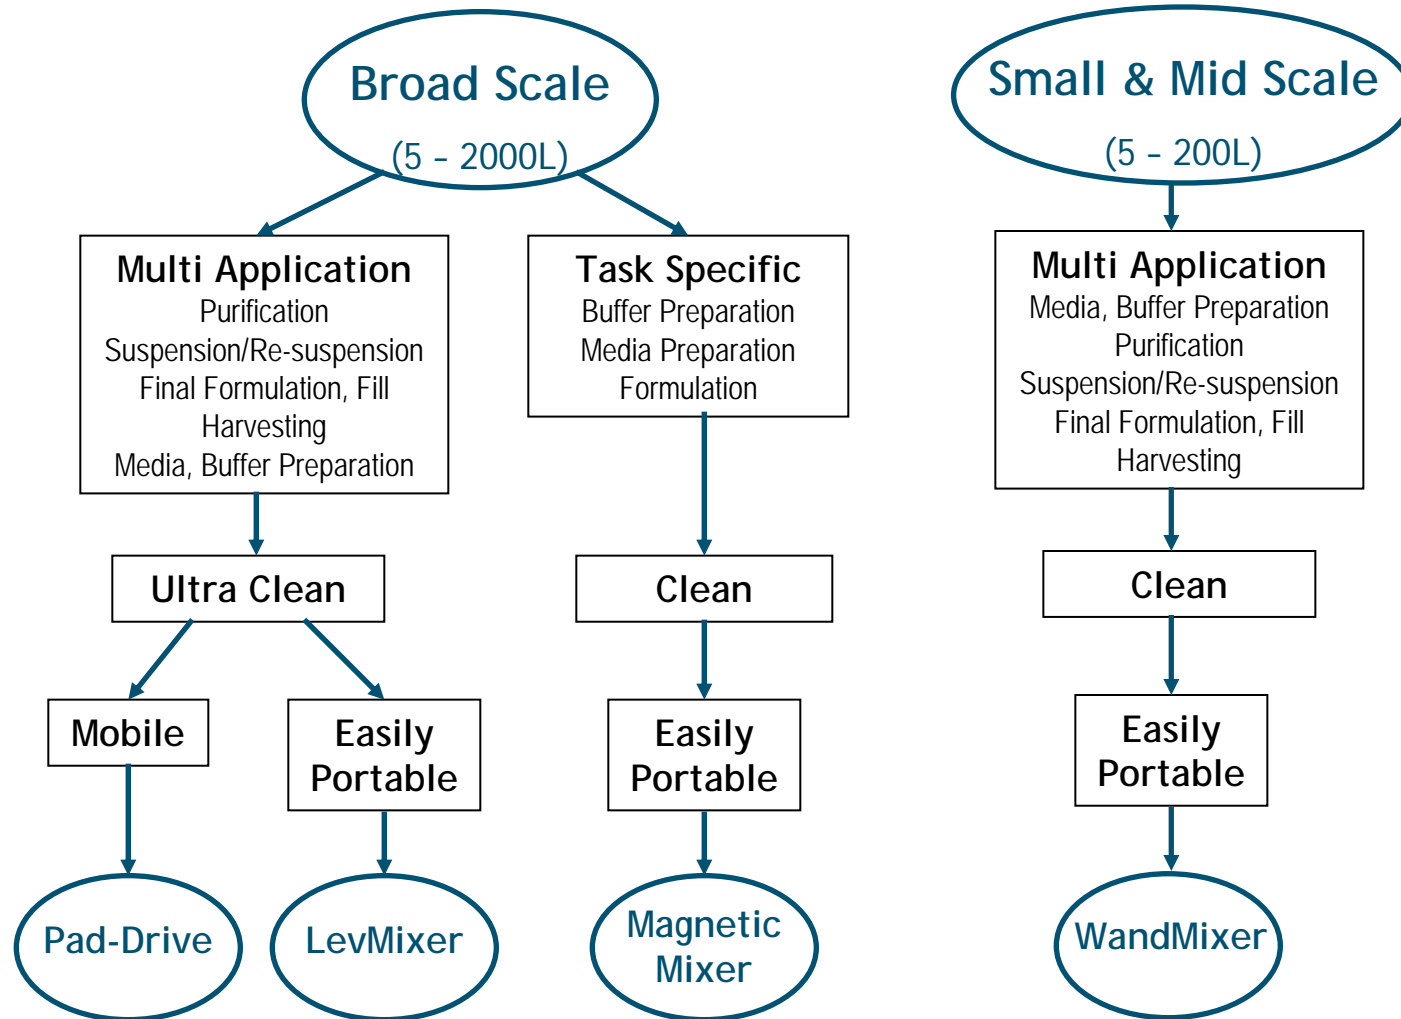 Broad Scale
(5 – 2000L)
Small & Mid Scale
(5 – 200L)
Multi Application
Purification
Suspension/Re-suspension
Final Formulation, Fill
Harvesting
Media, Buffer Preparation
Task Specific
Buffer Preparation
Media Preparation
Formulation
Multi Application
Media, Buffer Preparation
Purification
Suspension/Re-suspension
Final Formulation, Fill
Harvesting
Ultra Clean
Clean
Clean
Mobile
Easily
Portable
Easily
Portable
Easily
Portable
Pad-Drive
LevMixer
Magnetic
Mixer
WandMixer